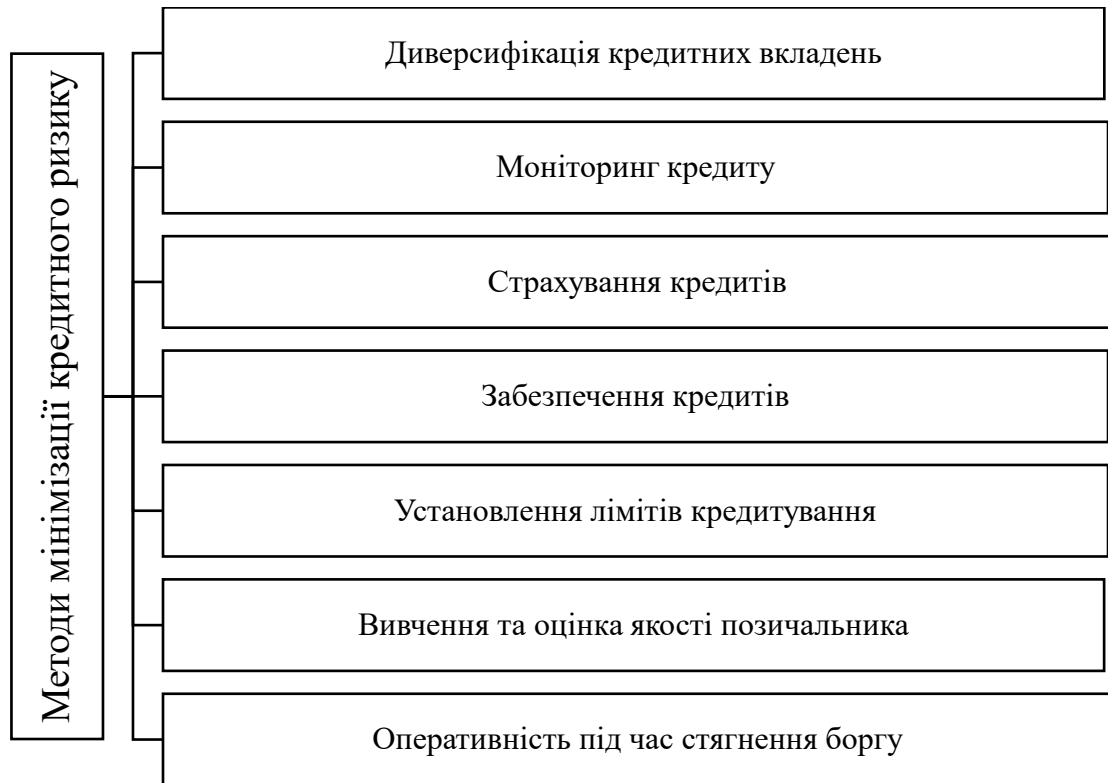 Методи мінімізації кредитного ризику
Диверсифікація кредитних вкладень
Моніторинг кредиту
Страхування кредитів
Забезпечення кредитів
Установлення лімітів кредитування
Вивчення та оцінка якості позичальника
Оперативність під час стягнення боргу